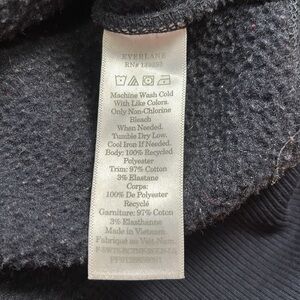 EVERLANE
Machine Wash Cold
With Like Colors.
Only Non-Chlorine
Bleach
When Needed.
Tumble Dry Low.
Cool Iron If Needed.
Body: 100% Recycled
Polyester
Trim: 97% Cotton
3% Elastane
Corps:
100% De Polyester
Recyclé
Garniture: 97% Coton
3% Elasthanne
Made in Vietnam.
Fabriqué au Viet-Nam.